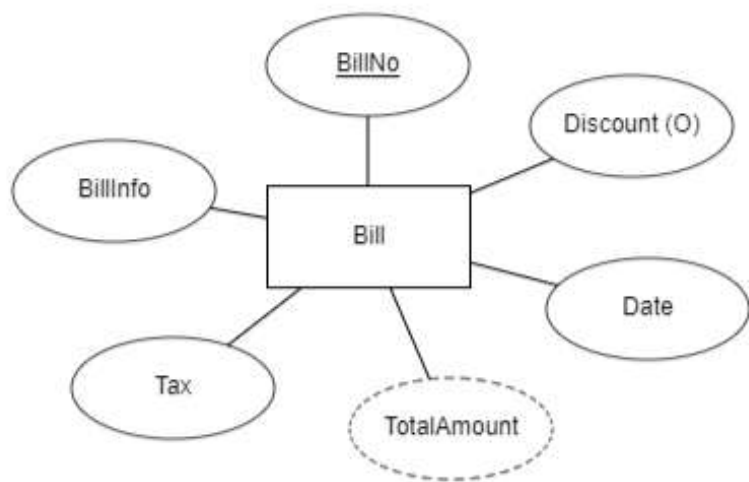 BillNo
Discount (O)
BillInfo
Bill
Date
Tax
TotalAmount